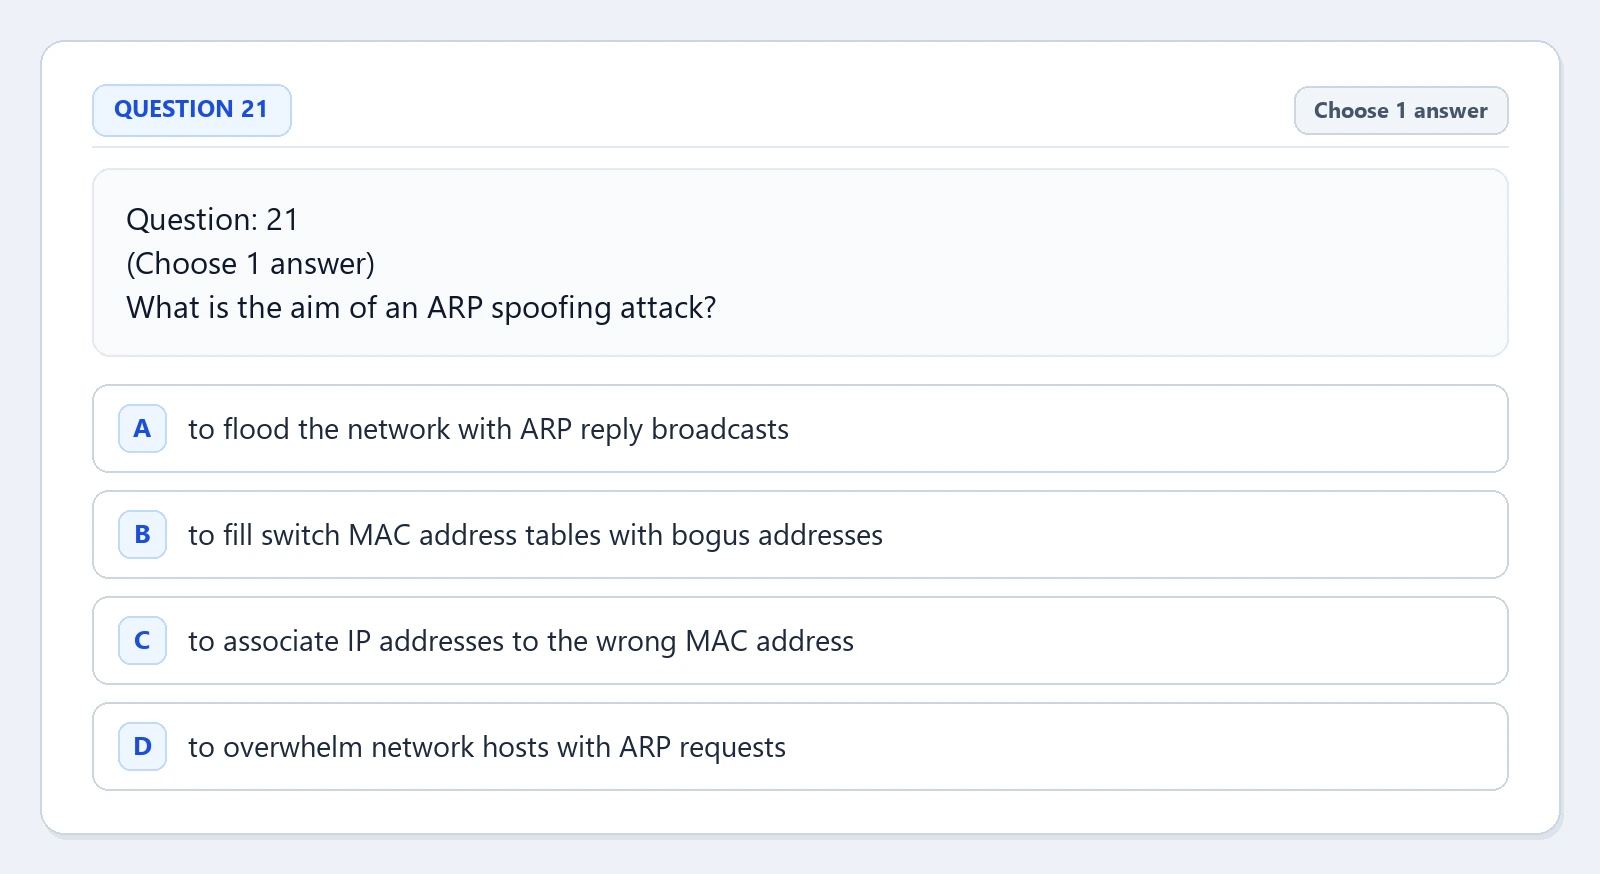 QUESTION 21
Choose 1 answer
Question: 21
(Choose 1 answer)
What is the aim of an ARP spoofing attack?
A to flood the network with ARP reply broadcasts
B to fill switch MAC address tables with bogus addresses
C to associate IP addresses to the wrong MAC address
D to overwhelm network hosts with ARP requests